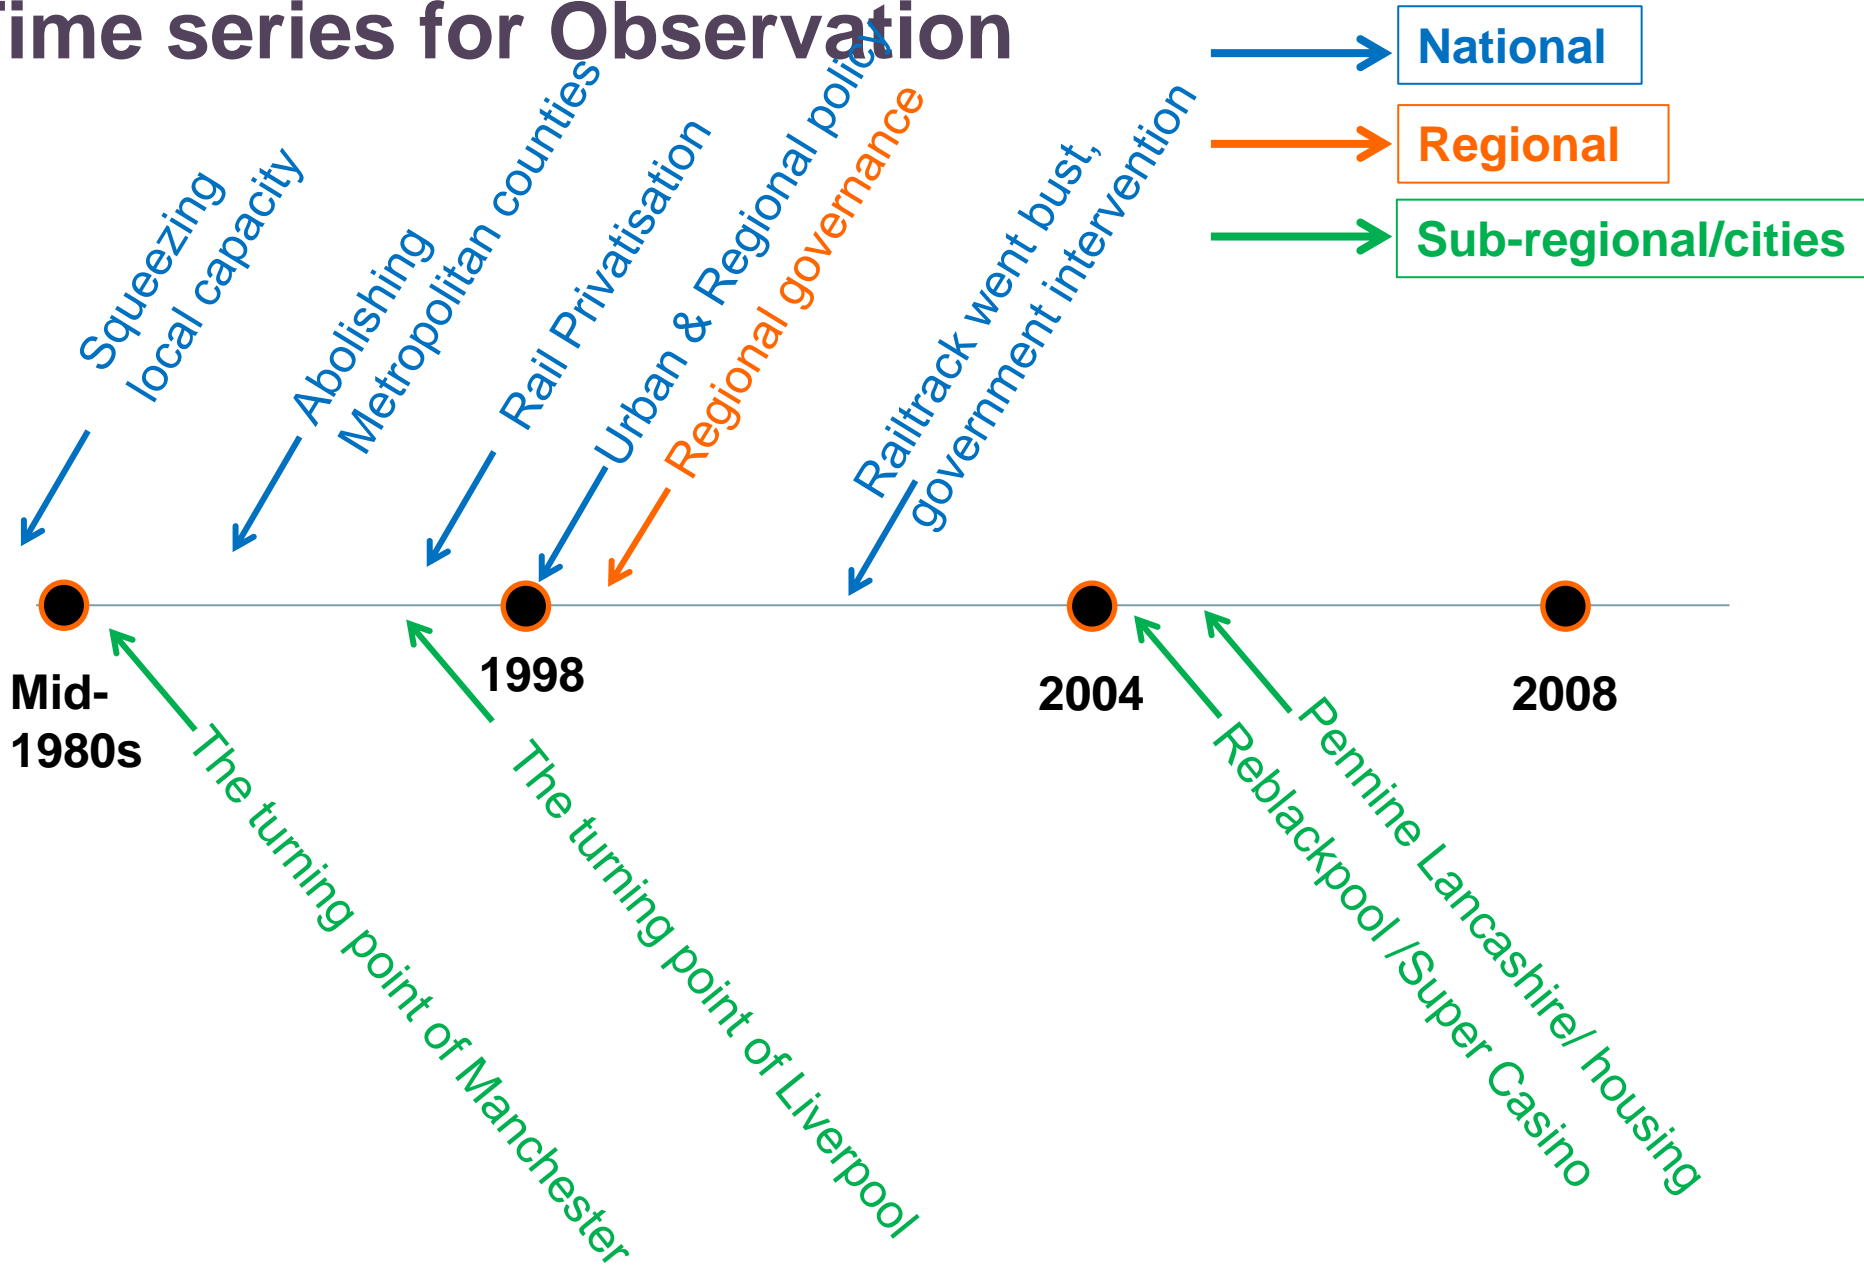 Time series for Observation
National
Regional
Sub-regional/cities
Squeezing
local capacity
Abolishing
Metropolitan counties
Rail Privatisation
Urban & Regional policy
Regional governance
Railtrack went bust,
government intervention
Mid-
1980s
1998
2004
2008
The turning point of Manchester
The turning point of Liverpool
Reblackpool /Super Casino
Pennine Lancashire/ housing